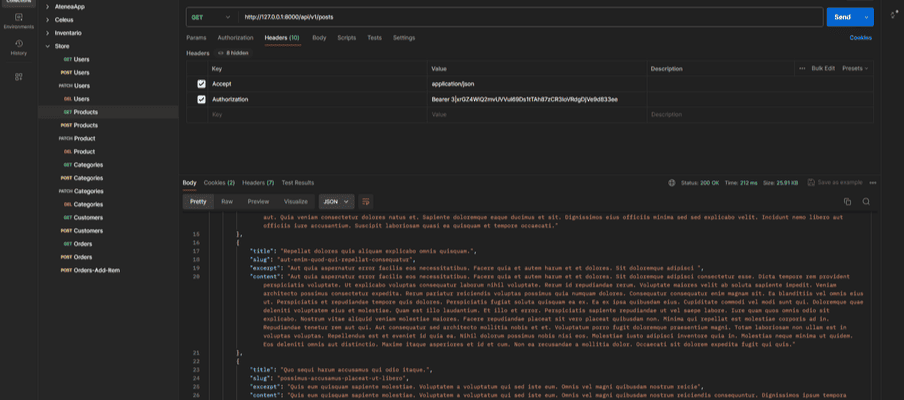 Collections
AteneaApp
Celeus
Inventario
Store
GET Users
POST Users
PATCH Users
DEL Users
GET Products
POST Products
PATCH Product
DEL Product
GET Categories
POST Categories
PATCH Categories
DEL Categories
GET Customers
POST Customers
GET Orders
POST Orders
POST Orders-Add-Item
Environments
History
GET http://127.0.0.1:8000/api/v1/posts
Send
Params Authorization Headers (10) Body Scripts Tests Settings
Cookies
Headers 8 hidden
Key Value Description ••• Bulk Edit Presets
Accept application/json
Authorization
Key Value Description
Body Cookies (2) Headers (7) Test Results
Status: 200 OK Time: 212 ms Size: 25.91 KB Save as example •••
Pretty Raw Preview Visualize JSON
aut. Quia veniam consectetur dolores natus et. Sapiente doloremque eaque ducimus et sit. Dignissimos eius officiis minima sed sed explicabo velit. Incidunt nemo libero aut
officiis iure accusantium. Suscipit laboriosam quasi ea quisquam et tempore occaecati."
15 },
16 {
17 "title": "Repellat dolores quia aliquam explicabo omnis quisquam.",
18 "slug": "aut-enim-quod-qui-repellat-consequatur",
19 "excerpt": "Aut quia aspernatur error facilis eos necessitatibus. Facere quis et autem harum et et dolores. Sit doloremque adipisci ",
20 "content": "Aut quia aspernatur error facilis eos necessitatibus. Facere quis et autem harum et et dolores. Sit doloremque adipisci consectetur esse. Dicta tempore rem provident
perspiciatis voluptate. Ut explicabo voluptas consequatur laborum nihil voluptate. Rerum id repudiandae rerum. Voluptate maiores velit ab soluta sapiente impedit. Veniam
architecto possimus consectetur expedita. Rerum pariatur reiciendis voluptas possimus quia numquam dolores. Consequatur consequatur enim magnam sit. Ea blanditiis vel omnis eius
ut. Perspiciatis et repudiandae tempore quis dolores. Perspiciatis fugiat soluta quisquam ea ex. Ea ex ipsa quibusdam eius. Cupiditate commodi vel modi sunt qui. Doloremque quae
deleniti voluptatem eius et molestiae. Quam est illo laudantium. Et illo et error. Perspiciatis sapiente repudiandae ut vel saepe labore. Iure quam quos omnis odio sit
explicabo. Nostrum vitae aliquid veniam molestiae maiores. Facere repudiandae placeat sit vero placeat quibusdam non. Minima qui repellat est molestiae corporis ad in.
Repudiandae tenetur rem aut qui. Aut consequatur sed architecto mollitia nobis et et. Voluptatum porro fugit doloremque praesentium magni. Totam laboriosam non ullam est in
voluptas voluptas. Repellendus est et eveniet id quia ea. Nihil dolorum possimus nobis nisi eos. Molestiae iusto adipisci inventore quia in. Molestias neque minima ut quidem.
Eos deleniti omnis aut distinctio. Maxime itaque asperiores et id et cum. Non ea recusandae a mollitia dolor. Occaecati sit dolorem expedita fugit qui quis."
21 },
22 {
23 "title": "Quo sequi harum accusamus qui odio itaque.",
24 "slug": "possimus-accusamus-placeat-ut-libero",
25 "excerpt": "Quis eum quisquam sapiente molestiae. Voluptatem a voluptatum qui sed iste eum. Omnis vel magni quibusdam nostrum reicie",
26 "content": "Quis eum quisquam sapiente molestiae. Voluptatem a voluptatum qui sed iste eum. Omnis vel magni quibusdam nostrum reiciendis consequuntur. Dignissimos ipsam tempora